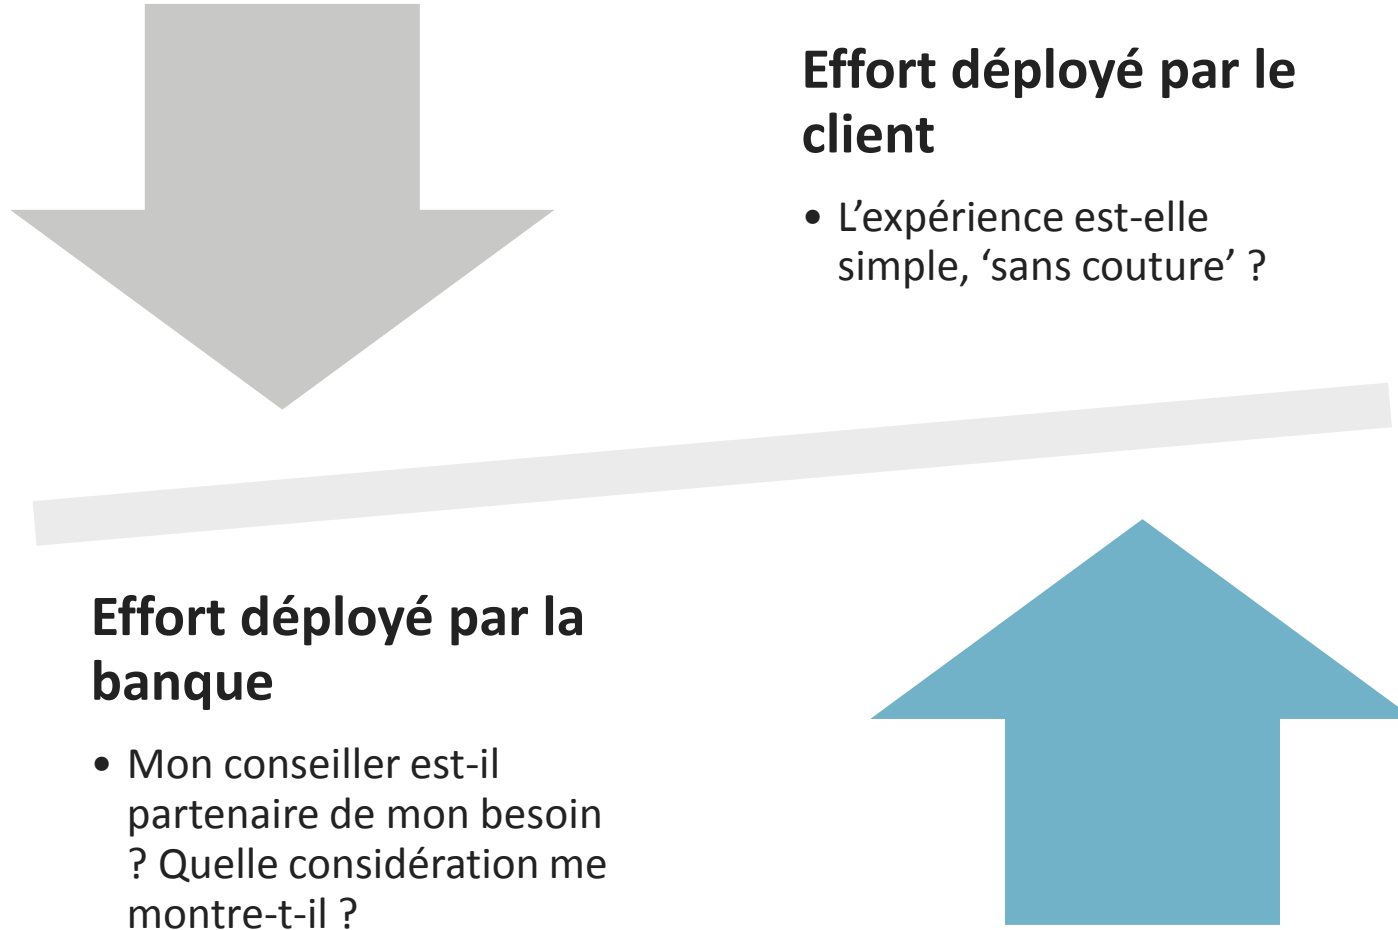 Effort déployé par le
client
• L’expérience est-elle
simple, ‘sans couture’ ?
Effort déployé par la
banque
• Mon conseiller est-il
partenaire de mon besoin
? Quelle considération me
montre-t-il ?